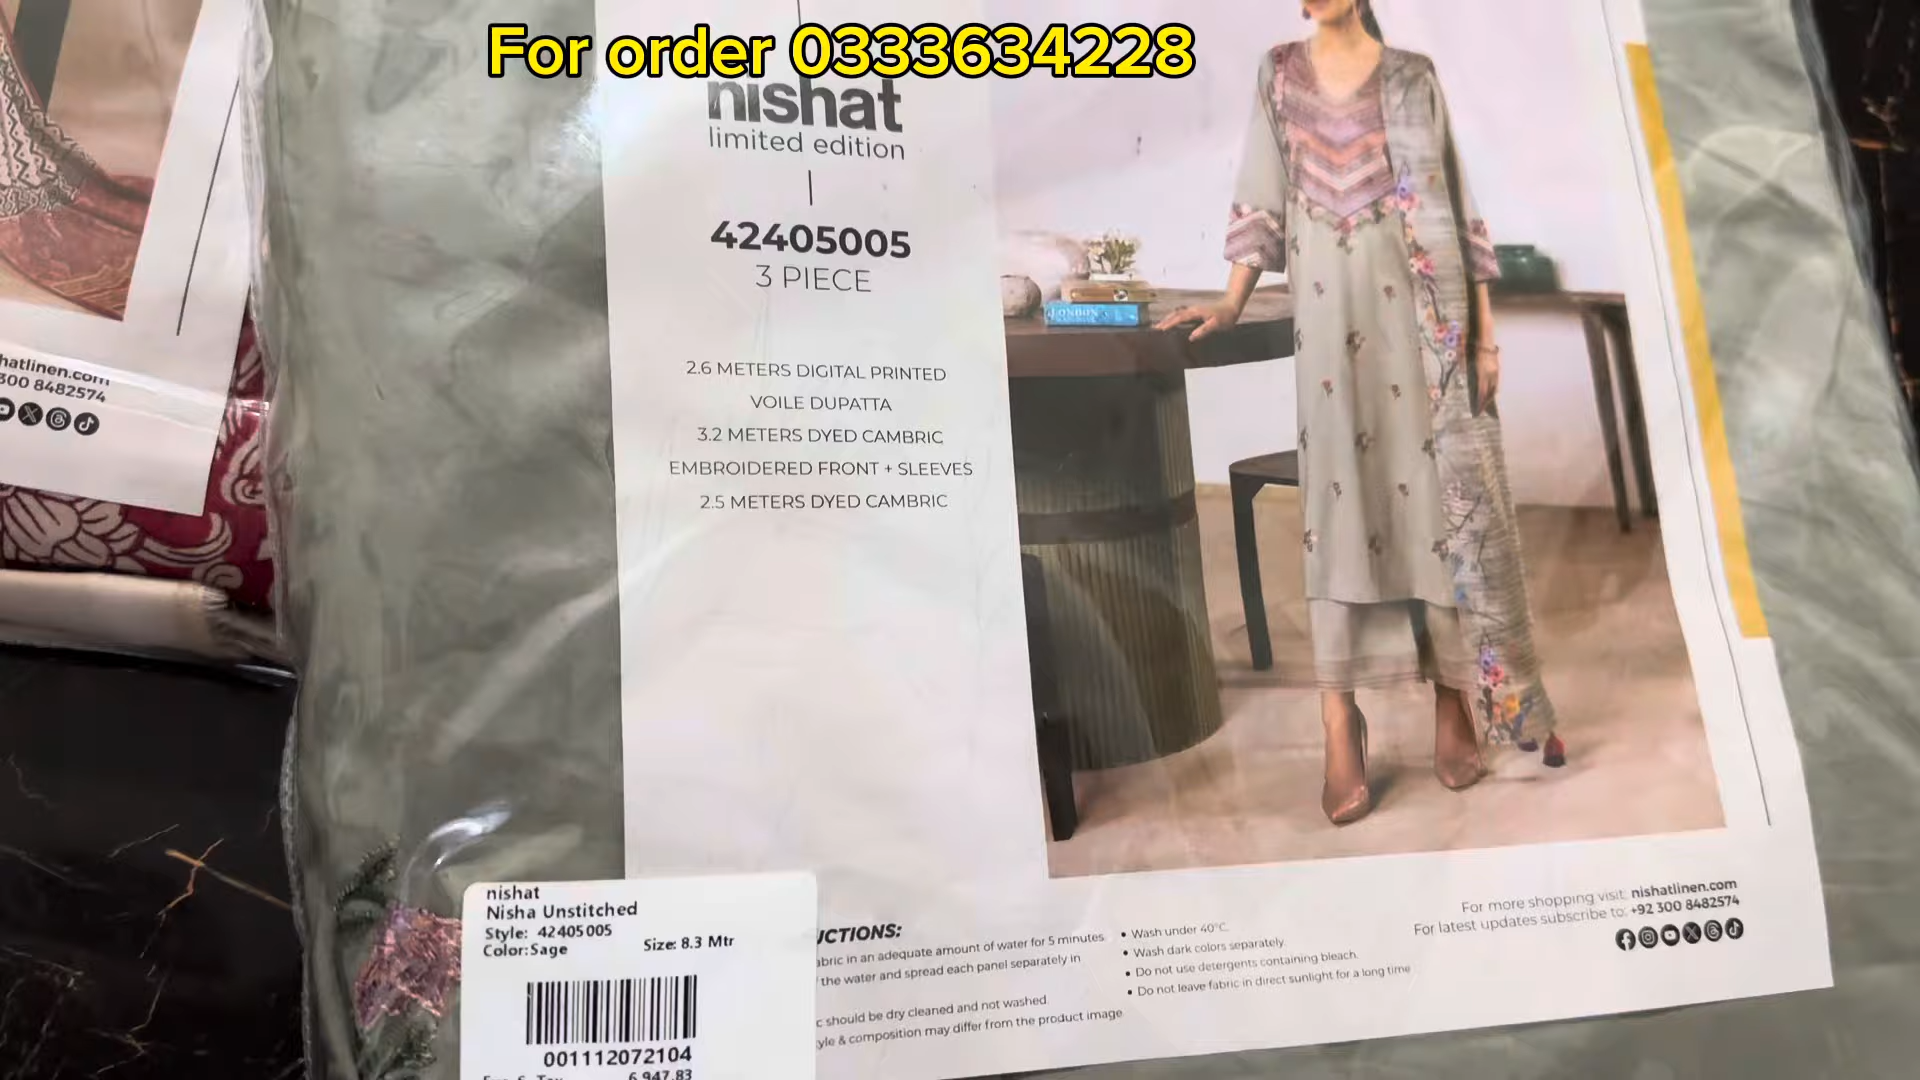 For order 0333634228
nishat
limited edition
42405005
3 PIECE
2.6 METERS DIGITAL PRINTED
VOILE DUPATTA
3.2 METERS DYED CAMBRIC
EMBROIDERED FRONT + SLEEVES
2.5 METERS DYED CAMBRIC
LONDON
hatlinen.com
300 8482574
nishat
Nisha Unstitched
Style: 42405005
Color:Sage Size: 8.3 Mtr
001112072104
6,947.83
UCTIONS:
abric in an adequate amount of water for 5 minutes.
the water and spread each panel separately in
c should be dry cleaned and not washed.
yle & composition may differ from the product image
• Wash under 40°C.
• Wash dark colors separately.
• Do not use detergents containing bleach.
• Do not leave fabric in direct sunlight for a long time
For more shopping visit: nishatlinen.com
For latest updates subscribe to: +92 300 8482574